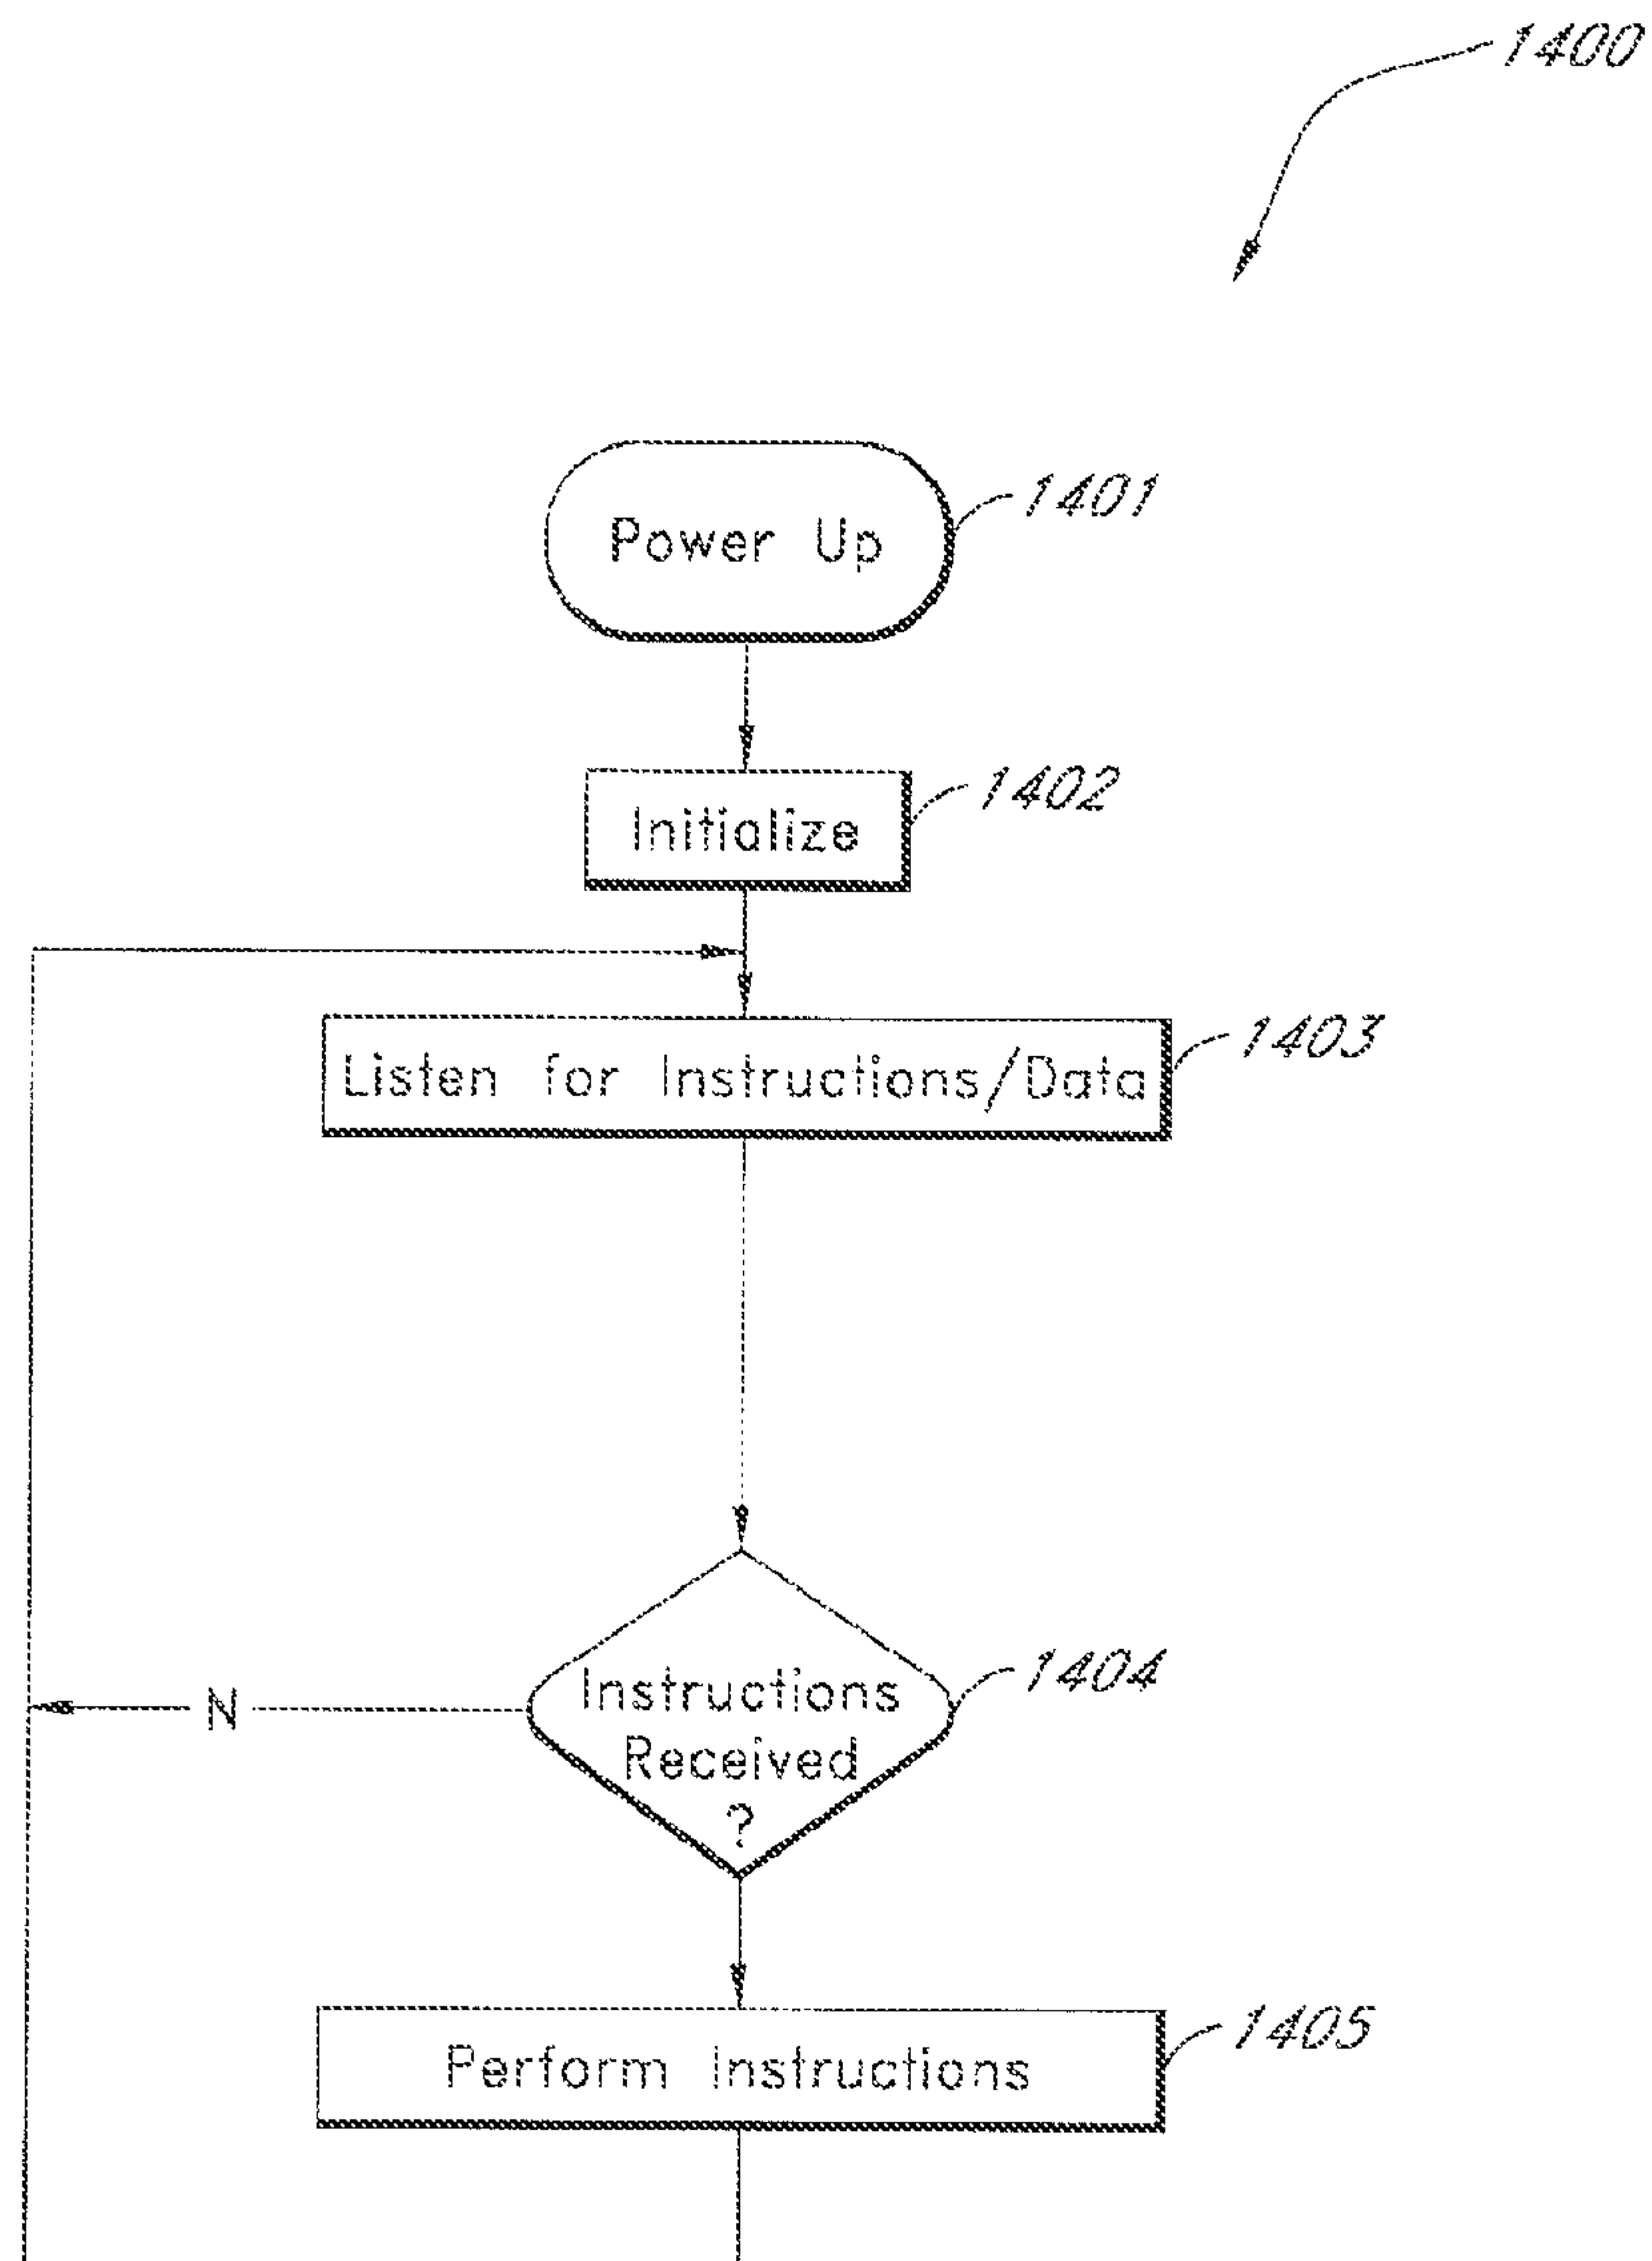 1400
Power Up
1401
Initialize
1402
Listen for Instructions/Data
1403
Instructions
Received
?
1404
N
Perform Instructions
1405